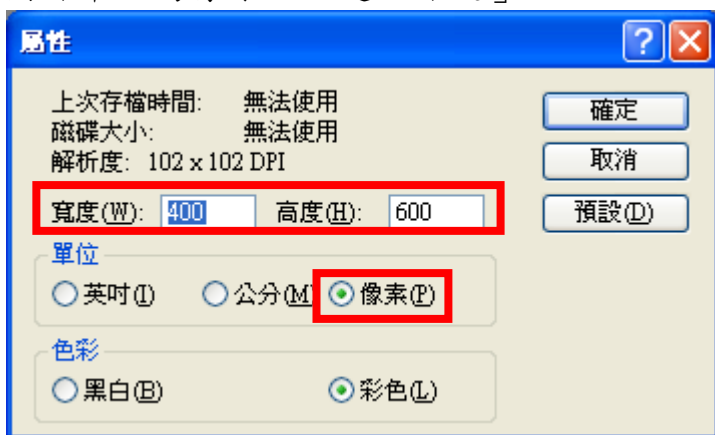 屬性
上次存檔時間: 無法使用
磁碟大小: 無法使用
解析度: 102 x 102 DPI
寬度(W): 400 高度(H): 600
單位
英吋(I) 公分(M) 像素(P)
色彩
黑白(B) 彩色(L)
確定
取消
預設(D)